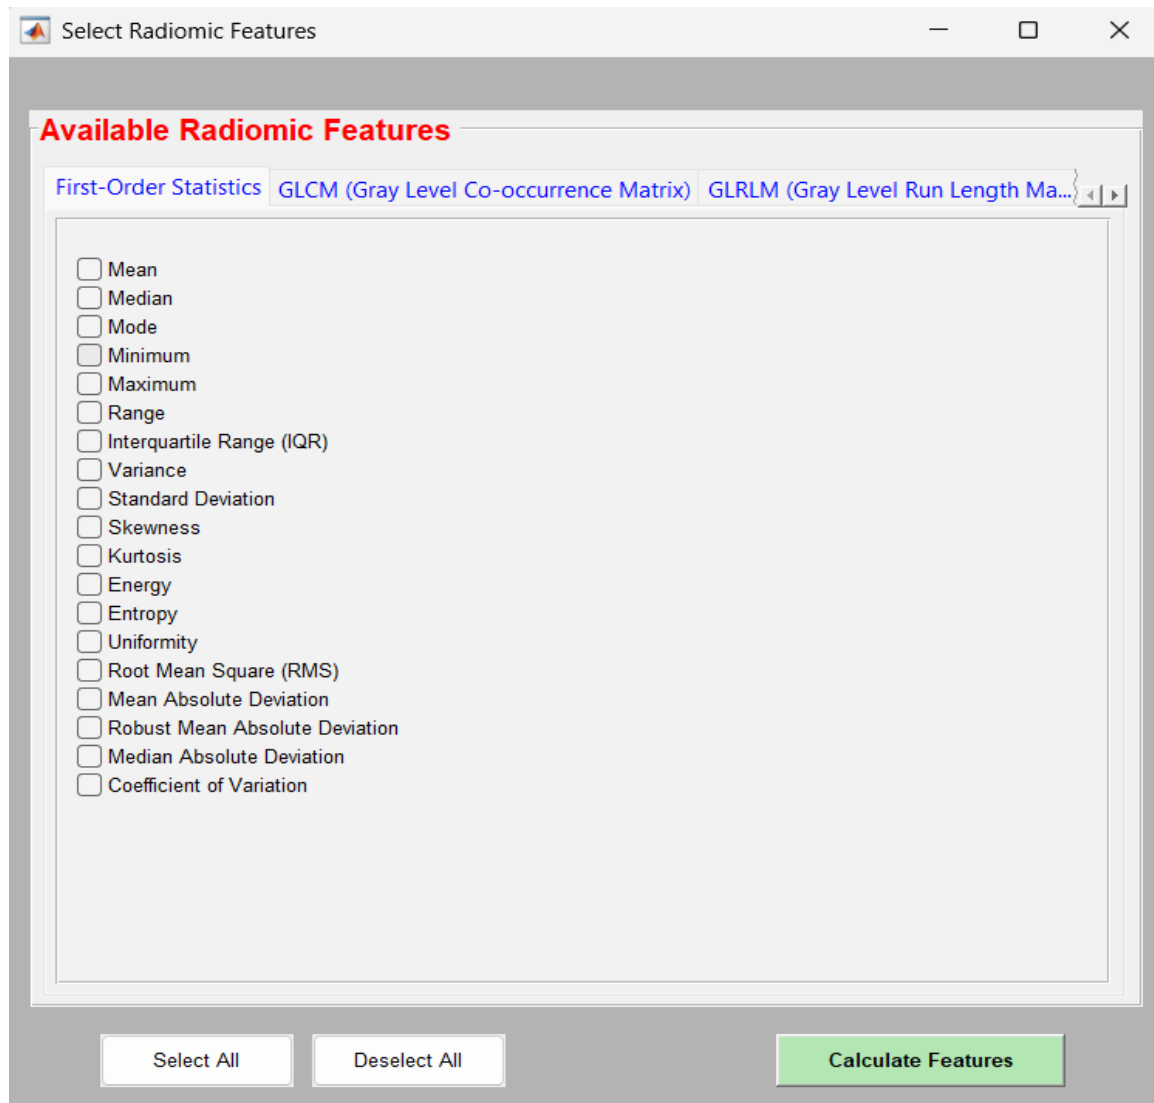 Select Radiomic Features
Available Radiomic Features
First-Order Statistics GLCM (Gray Level Co-occurrence Matrix) GLRLM (Gray Level Run Length Ma...
Mean
Median
Mode
Minimum
Maximum
Range
Interquartile Range (IQR)
Variance
Standard Deviation
Skewness
Kurtosis
Energy
Entropy
Uniformity
Root Mean Square (RMS)
Mean Absolute Deviation
Robust Mean Absolute Deviation
Median Absolute Deviation
Coefficient of Variation
Select All Deselect All Calculate Features